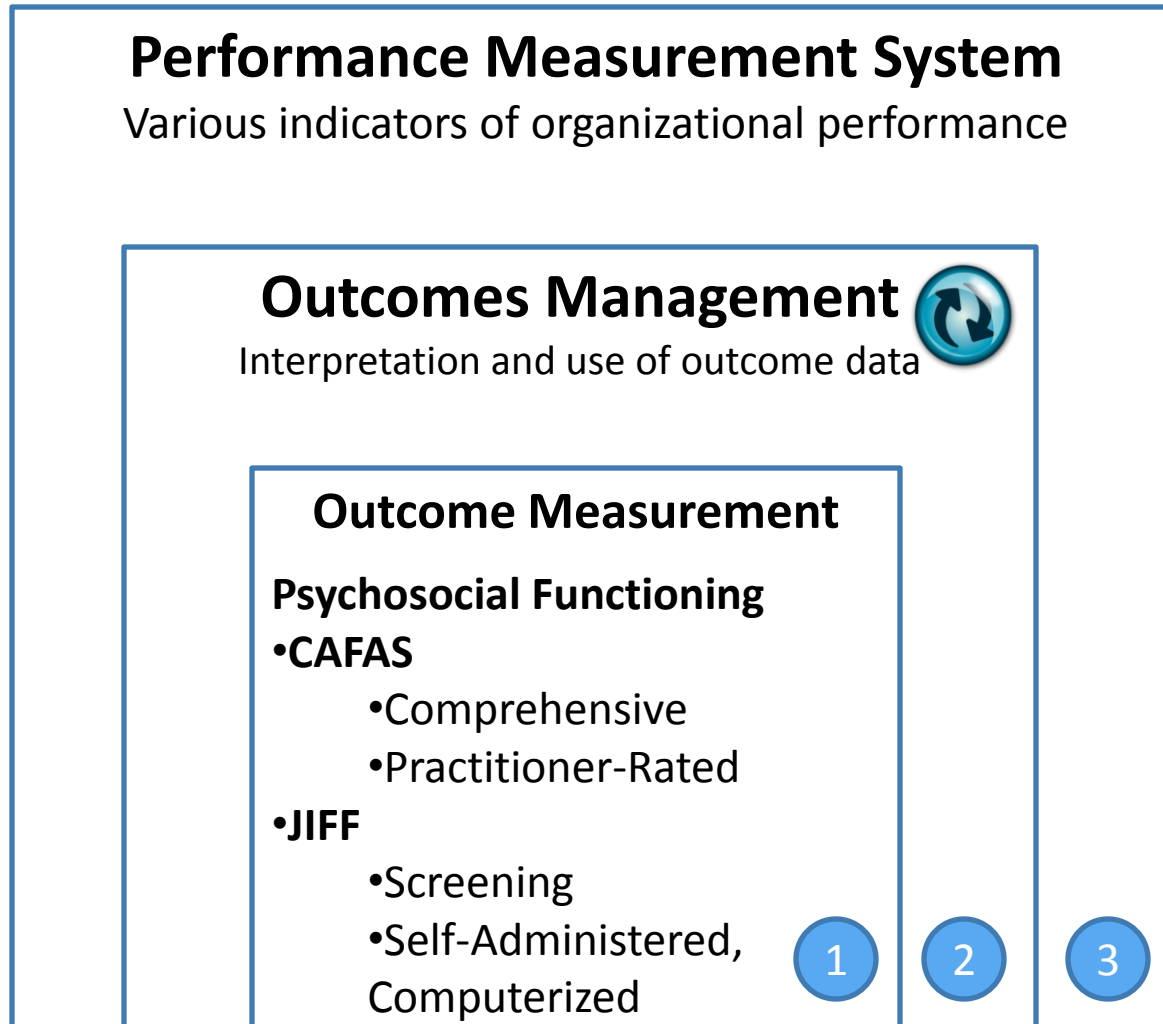 Performance Measurement System
Various indicators of organizational performance
Outcomes Management
Interpretation and use of outcome data
Outcome Measurement
Psychosocial Functioning
•CAFAS
•Comprehensive
•Practitioner-Rated
•JIFF
•Screening
•Self-Administered,
Computerized
1 2 3